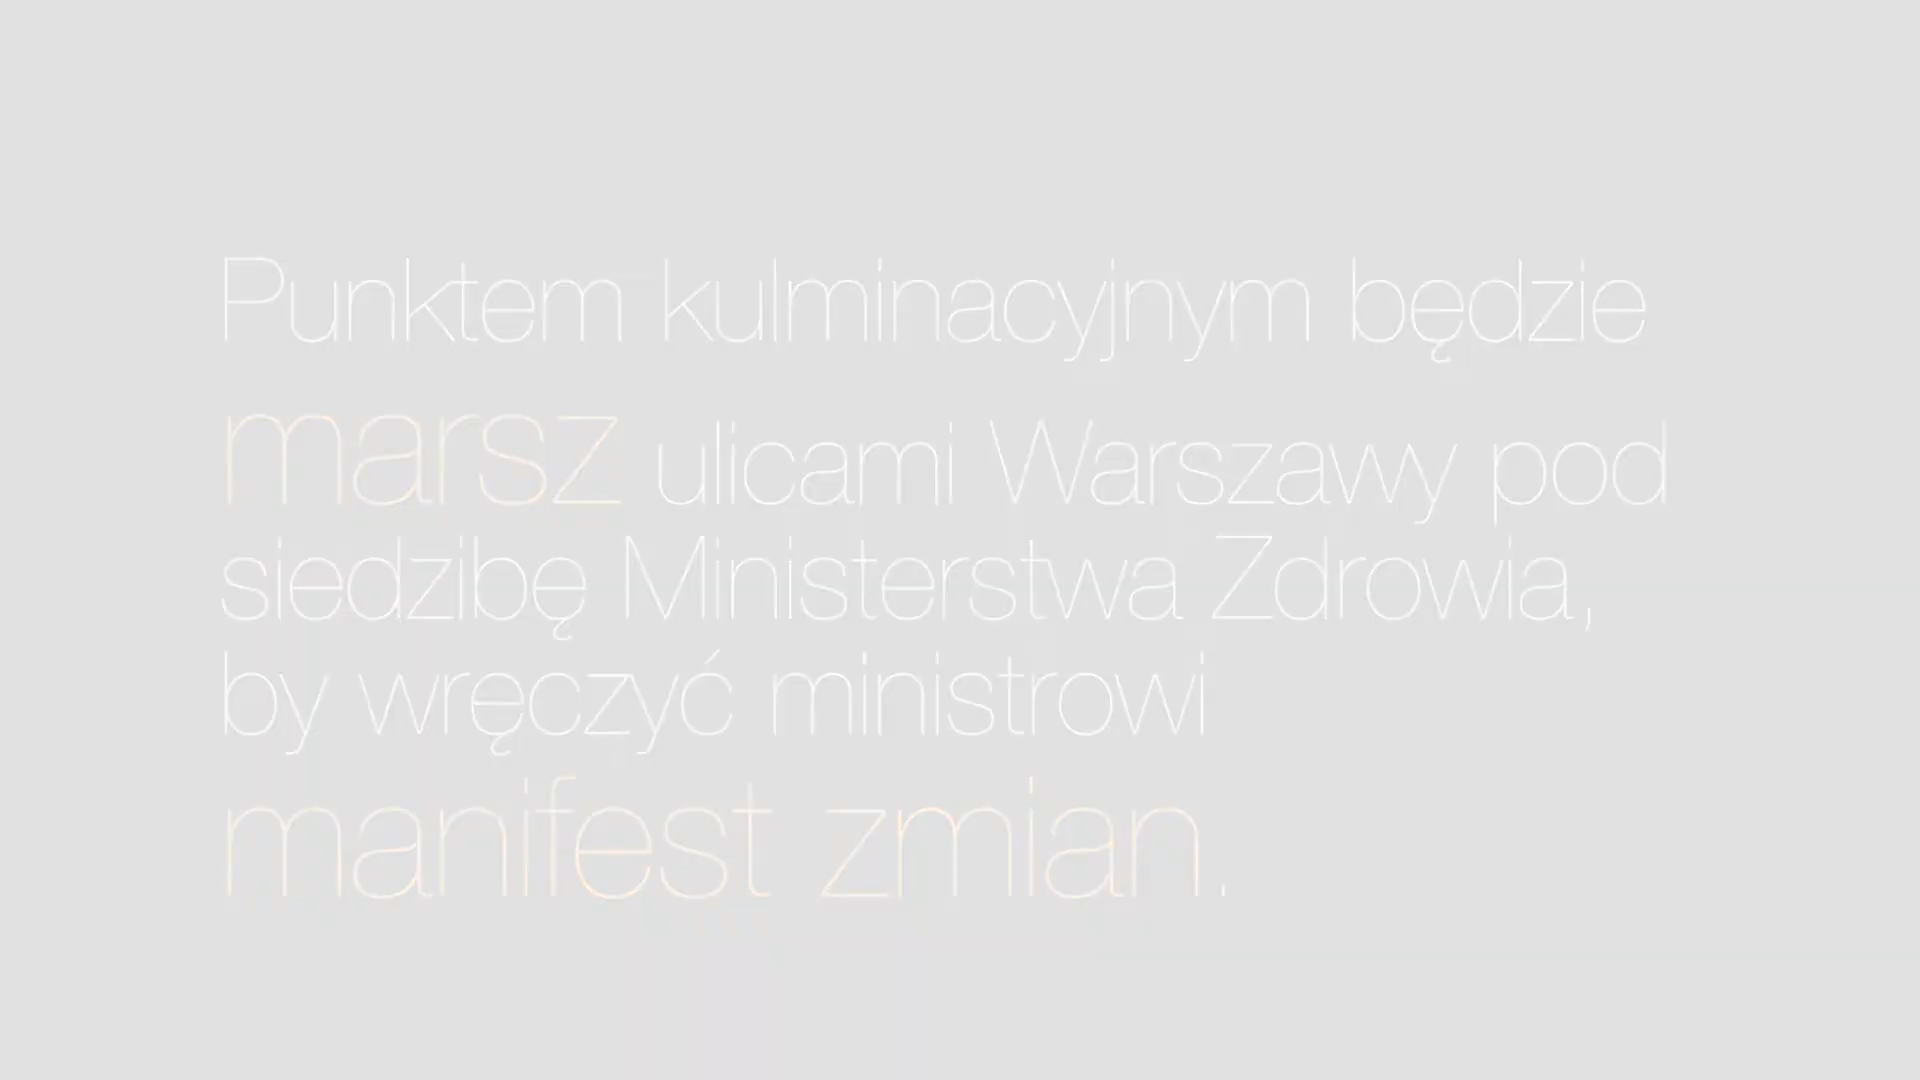 Punktem kulminacyjnym będzie
marsz ulicami Warszawy pod
siedzibę Ministerstwa Zdrowia,
by wręczyć ministrowi
manifest zmian.